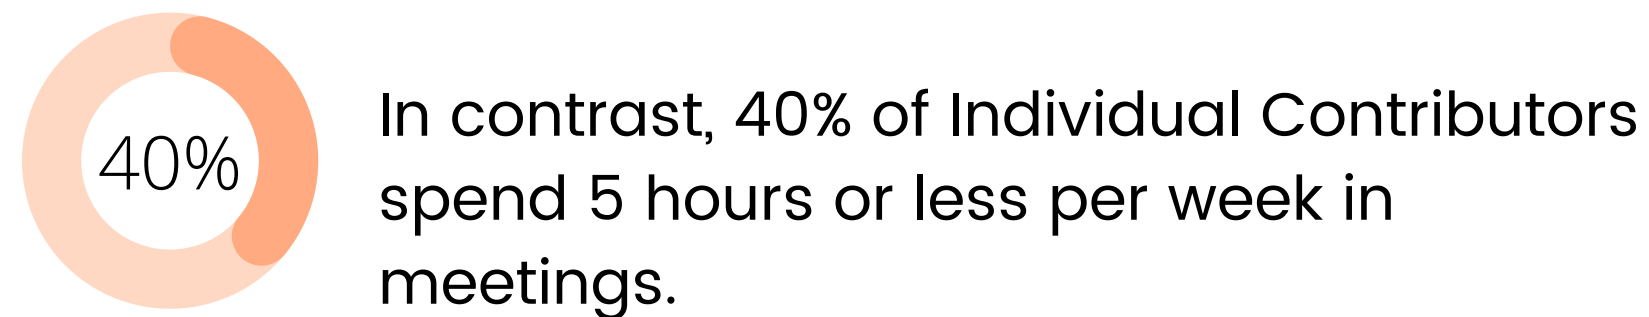 40%
In contrast, 40% of Individual Contributors
spend 5 hours or less per week in
meetings.